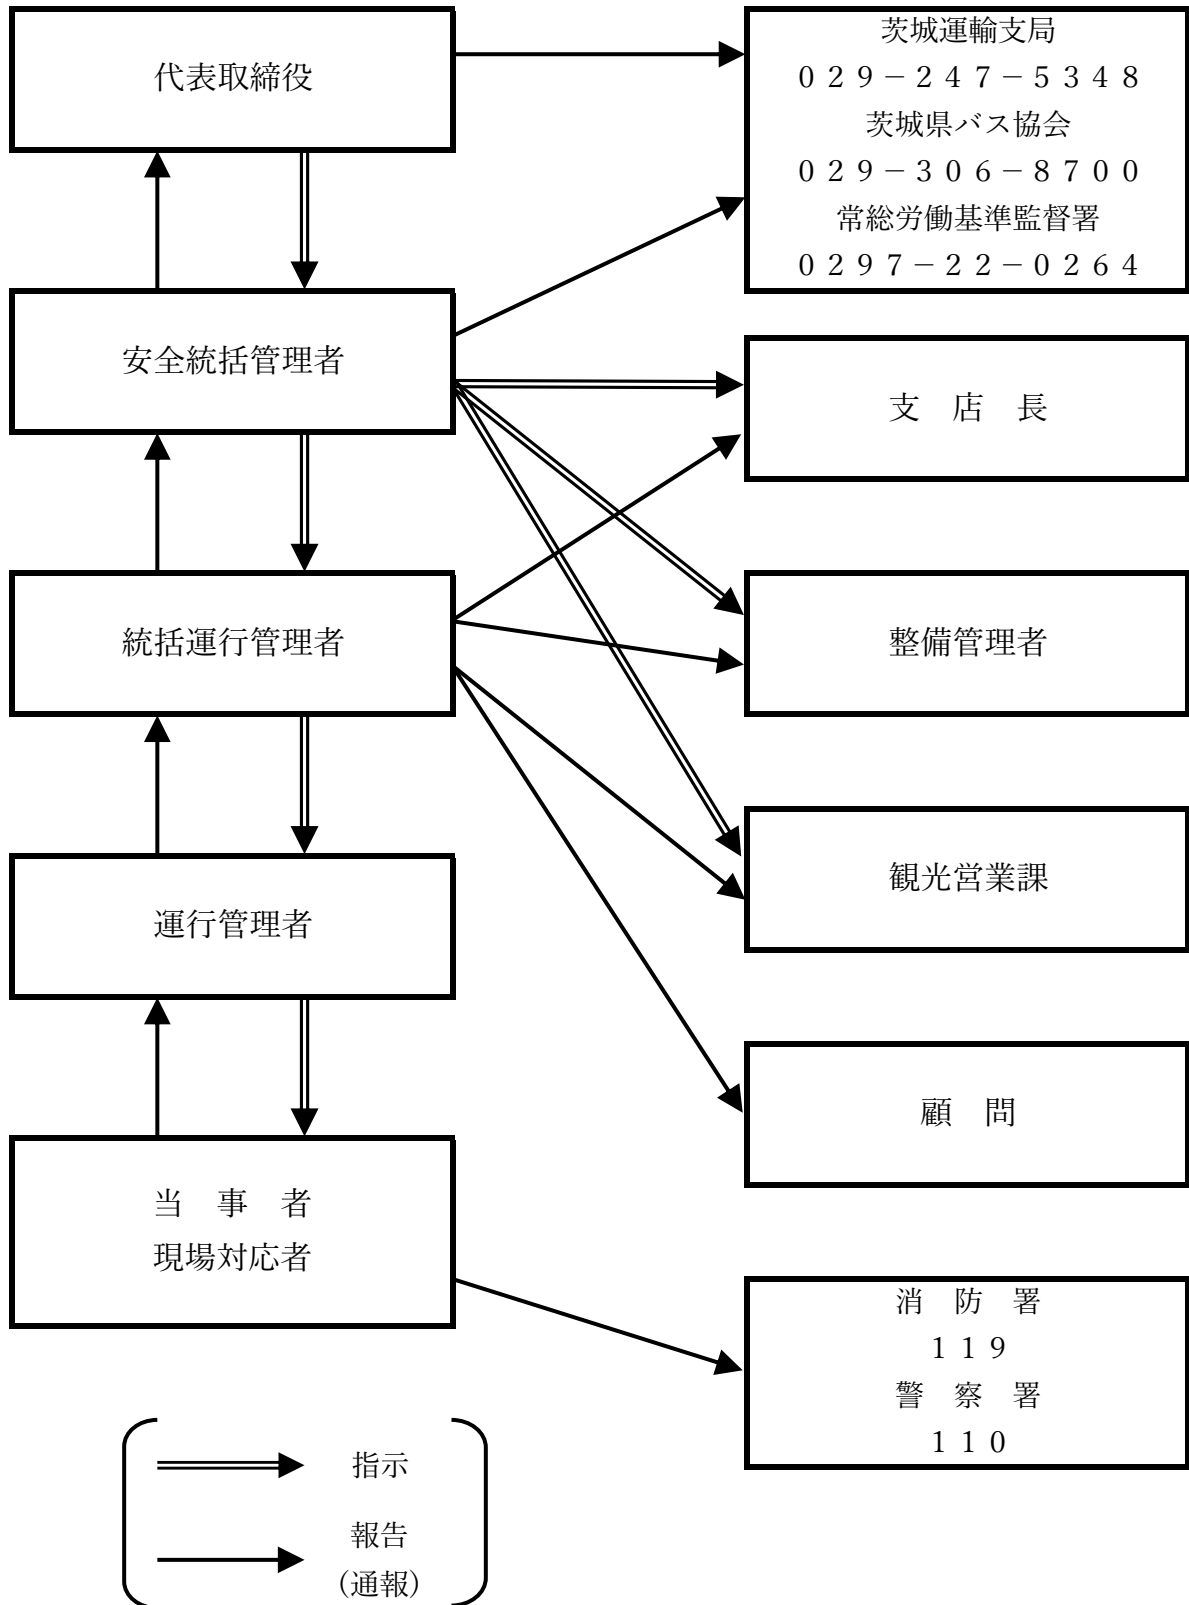 代表取締役
茨城運輸支局
０２９－２４７－５３４８
茨城県バス協会
０２９－３０６－８７００
常総労働基準監督署
０２９７－２２－０２６４
安全統括管理者
支　店　長
統括運行管理者
整備管理者
運行管理者
観光営業課
当　事　者
現場対応者
顧　問
消　防　署
１１９
警　察　署
１１０
指示
報告
（通報）